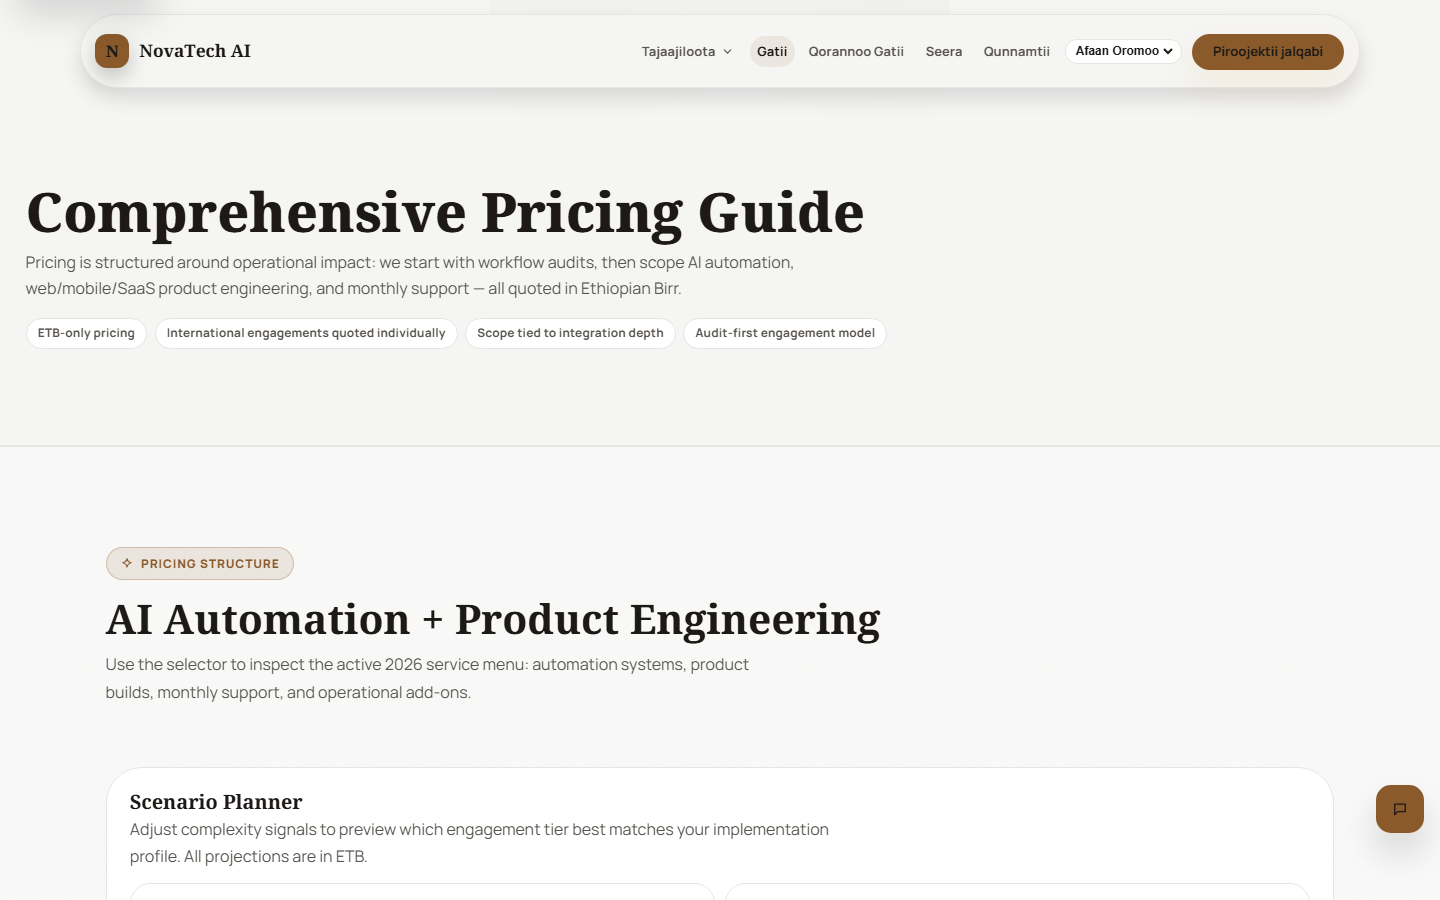 N NovaTech AI Tajaajiloota Gatii Qorannoo Gatii Seera Qunnamtii Afaan Oromoo Piroojektii jalqabi
Comprehensive Pricing Guide
Pricing is structured around operational impact: we start with workflow audits, then scope AI automation,
web/mobile/SaaS product engineering, and monthly support — all quoted in Ethiopian Birr.
ETB-only pricing International engagements quoted individually Scope tied to integration depth Audit-first engagement model
PRICING STRUCTURE
AI Automation + Product Engineering
Use the selector to inspect the active 2026 service menu: automation systems, product
builds, monthly support, and operational add-ons.
Scenario Planner
Adjust complexity signals to preview which engagement tier best matches your implementation
profile. All projections are in ETB.